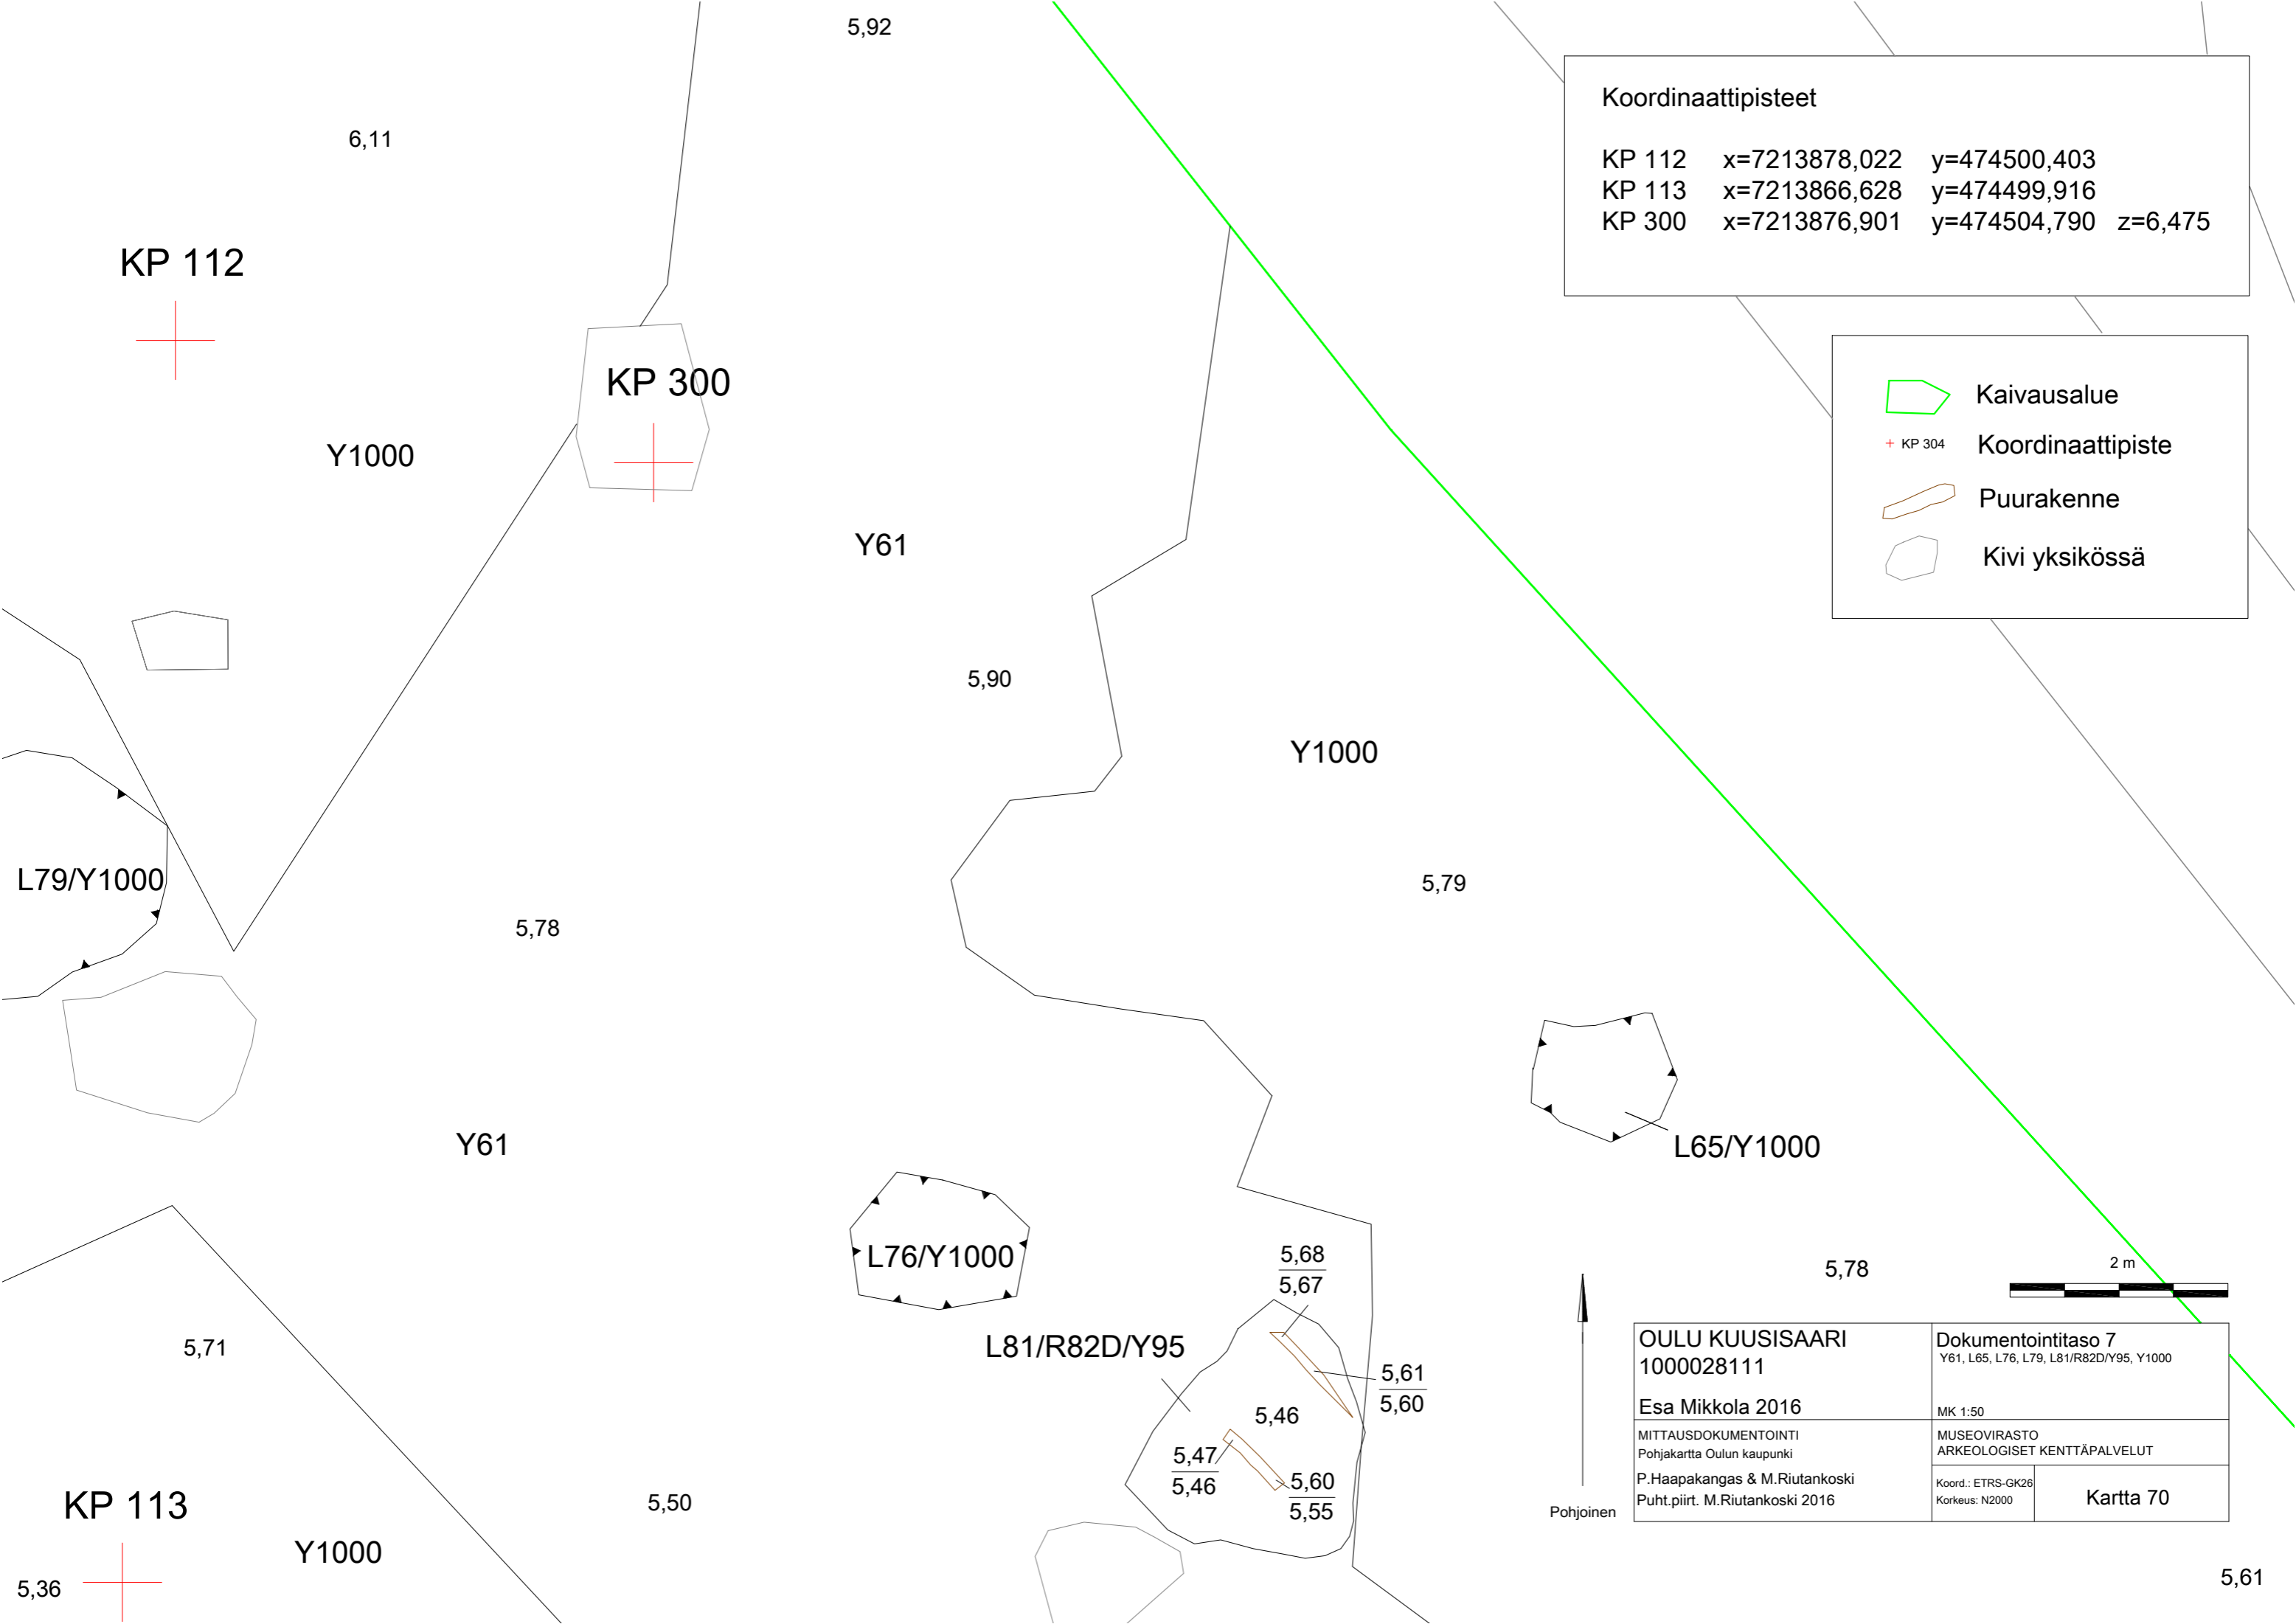 5,92
6,11
Koordinaattipisteet
KP 112 x=7213878,022 y=474500,403
KP 113 x=7213866,628 y=474499,916
KP 300 x=7213876,901 y=474504,790 z=6,475
KP 112
KP 300
Kaivausalue
KP 304 Koordinaattipiste
Puurakenne
Kivi yksikössä
Y1000
Y61
5,90
Y1000
L79/Y1000
5,79
5,78
Y61
L65/Y1000
L76/Y1000
5,68
5,67
5,78
2 m
L81/R82D/Y95
5,71
5,61
5,60
5,46
5,47
5,46
5,60
5,55
KP 113
5,50
Y1000
5,36
Pohjoinen
OULU KUUSISAARI
1000028111
Esa Mikkola 2016
Dokumentointitaso 7
Y61, L65, L76, L79, L81/R82D/Y95, Y1000
MK 1:50
MITTAUSDOKUMENTOINTI
Pohjakartta Oulun kaupunki
P.Haapakangas & M.Riutankoski
Puht.piirt. M.Riutankoski 2016
MUSEOVIRASTO
ARKEOLOGISET KENTTÄPALVELUT
Koord.: ETRS-GK26
Korkeus: N2000
Kartta 70
5,61